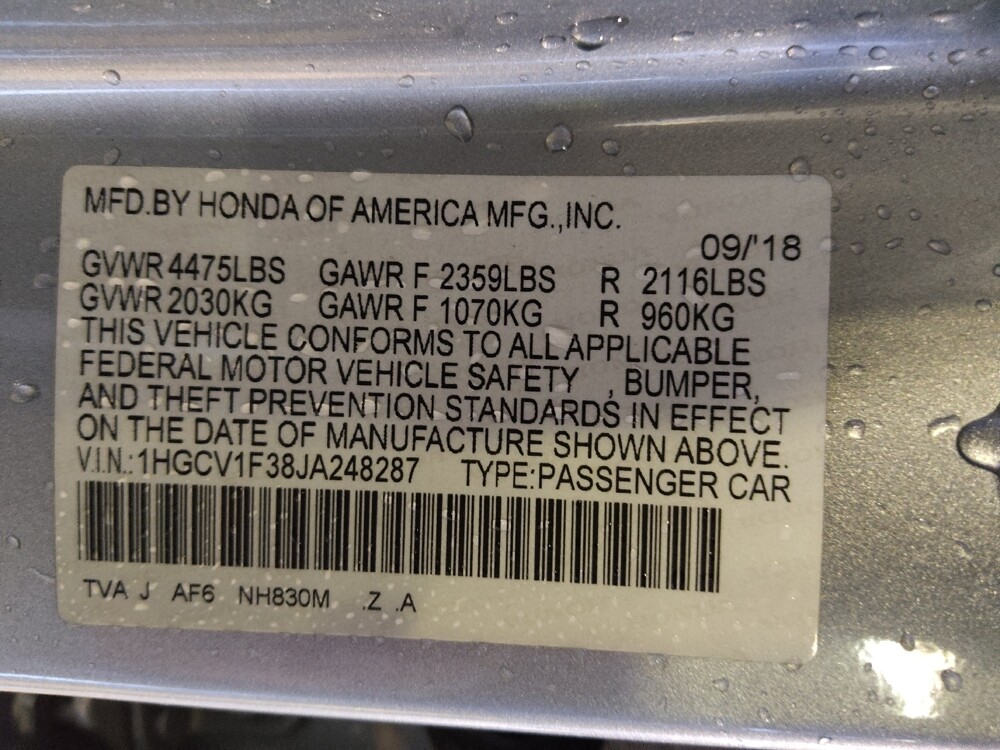 MFD.BY HONDA OF AMERICA MFG.,INC.
09/'18
GVWR 4475LBS GAWR F 2359LBS R 2116LBS
GVWR 2030KG GAWR F 1070KG R 960KG
THIS VEHICLE CONFORMS TO ALL APPLICABLE
FEDERAL MOTOR VEHICLE SAFETY , BUMPER,
AND THEFT PREVENTION STANDARDS IN EFFECT
ON THE DATE OF MANUFACTURE SHOWN ABOVE.
V.I.N.:1HGCV1F38JA248287 TYPE:PASSENGER CAR
TVA J AF6 NH830M .Z .A